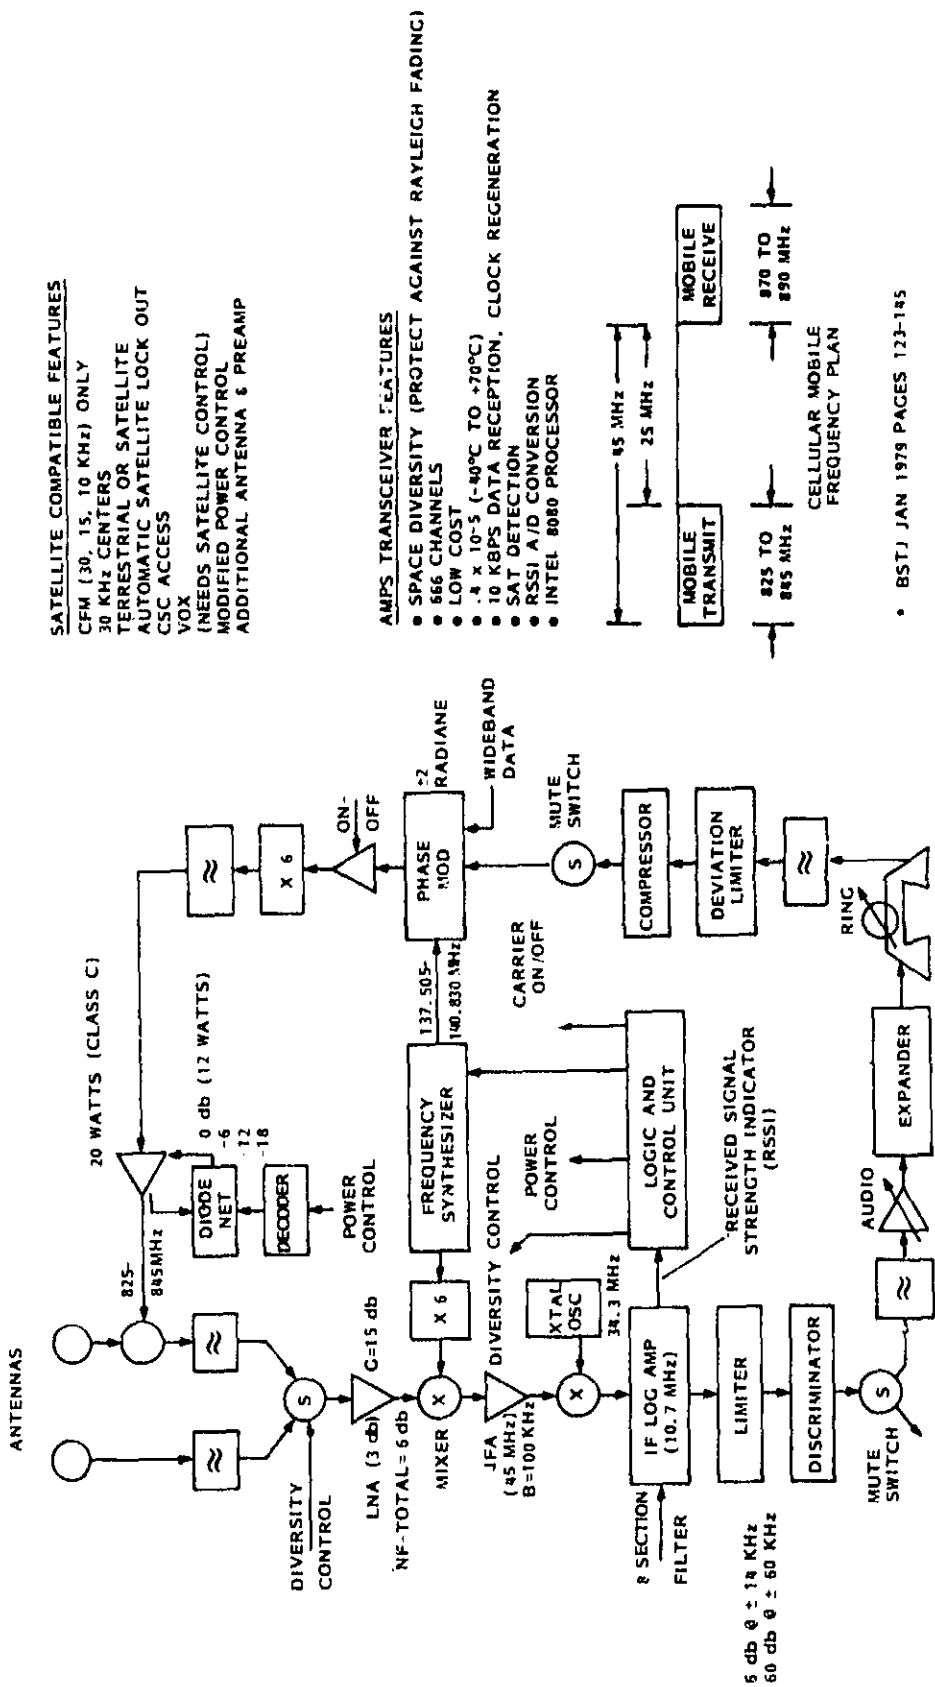 ANTENNAS
DIVERSITY
CONTROL
≈
≈
S
825-
845MHz
20 WATTS (CLASS C)
DIODE
NET
0 db (12 WATTS)
-6
-12
-18
DECODER
POWER
CONTROL
≈
X 6
ON-
OFF
LNA (3 db)
G=15 db
NF-TOTAL=6 db
MIXER
X
X 6
FREQUENCY
SYNTHESIZER
137.505-
140.830 MHz
PHASE
MOD
±2
RADIANE
WIDEBAND
DATA
IFA
(45 MHz)
B=100 KHz
DIVERSITY CONTROL
POWER
CONTROL
CARRIER
ON/OFF
MUTE
SWITCH
S
X
XTAL
OSC
34.3 MHz
8 SECTION
FILTER
IF LOG AMP
(10.7 MHz)
LOGIC AND
CONTROL UNIT
RECEIVED SIGNAL
STRENGTH INDICATOR
(RSSI)
COMPRESSOR
DEVIATION
LIMITER
≈
6 db @ ± 14 KHz
60 db @ ± 60 KHz
LIMITER
DISCRIMINATOR
MUTE
SWITCH
S
≈
AUDIO
EXPANDER
RING
SATELLITE COMPATIBLE FEATURES
CFM (30, 15, 10 KHz) ONLY
30 KHz CENTERS
TERRESTRIAL OR SATELLITE
AUTOMATIC SATELLITE LOCK OUT
CSC ACCESS
VOX
(NEEDS SATELLITE CONTROL)
MODIFIED POWER CONTROL
ADDITIONAL ANTENNA & PREAMP
AMPS TRANSCEIVER FEATURES
• SPACE DIVERSITY (PROTECT AGAINST RAYLEIGH FADING)
• 666 CHANNELS
• LOW COST
• .4 x 10-5 (-40°C TO +70°C)
• 10 KBPS DATA RECEPTION, CLOCK REGENERATION
• SAT DETECTION
• RSSI A/D CONVERSION
• INTEL 8080 PROCESSOR
45 MHz
25 MHz
MOBILE
TRANSMIT
MOBILE
RECEIVE
825 TO
845 MHz
870 TO
890 MHz
CELLULAR MOBILE
FREQUENCY PLAN
• BSTJ JAN 1979 PAGES 123-145